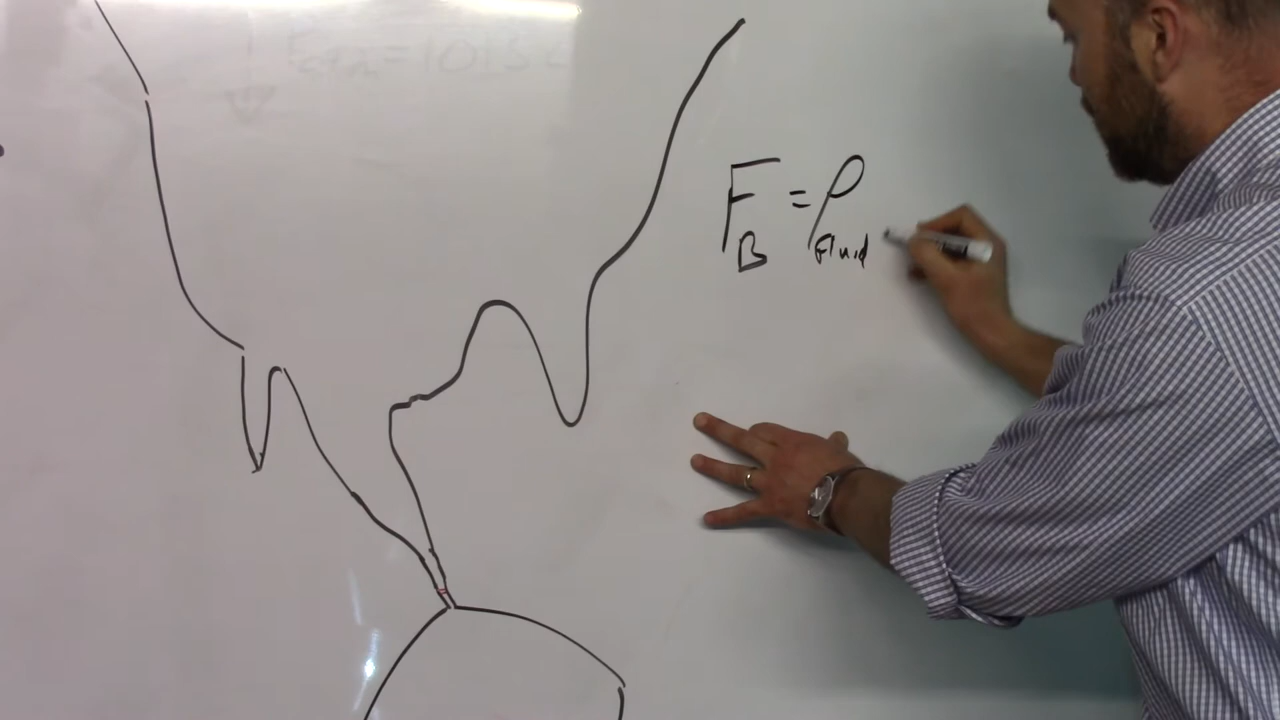 F_B = ρ_Fluid